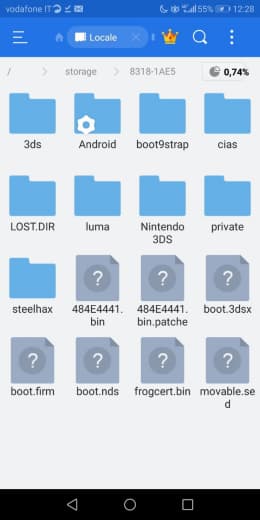 vodafone IT 55% 12:28
Locale
/ storage 8318-1AE5 0,74%
3ds Android boot9strap cias
LOST.DIR luma Nintendo private
3DS
steelhax 484E4441. 484E4441. boot.3dsx
bin bin.patche
boot.firm boot.nds frogcert.bin movable.se
d